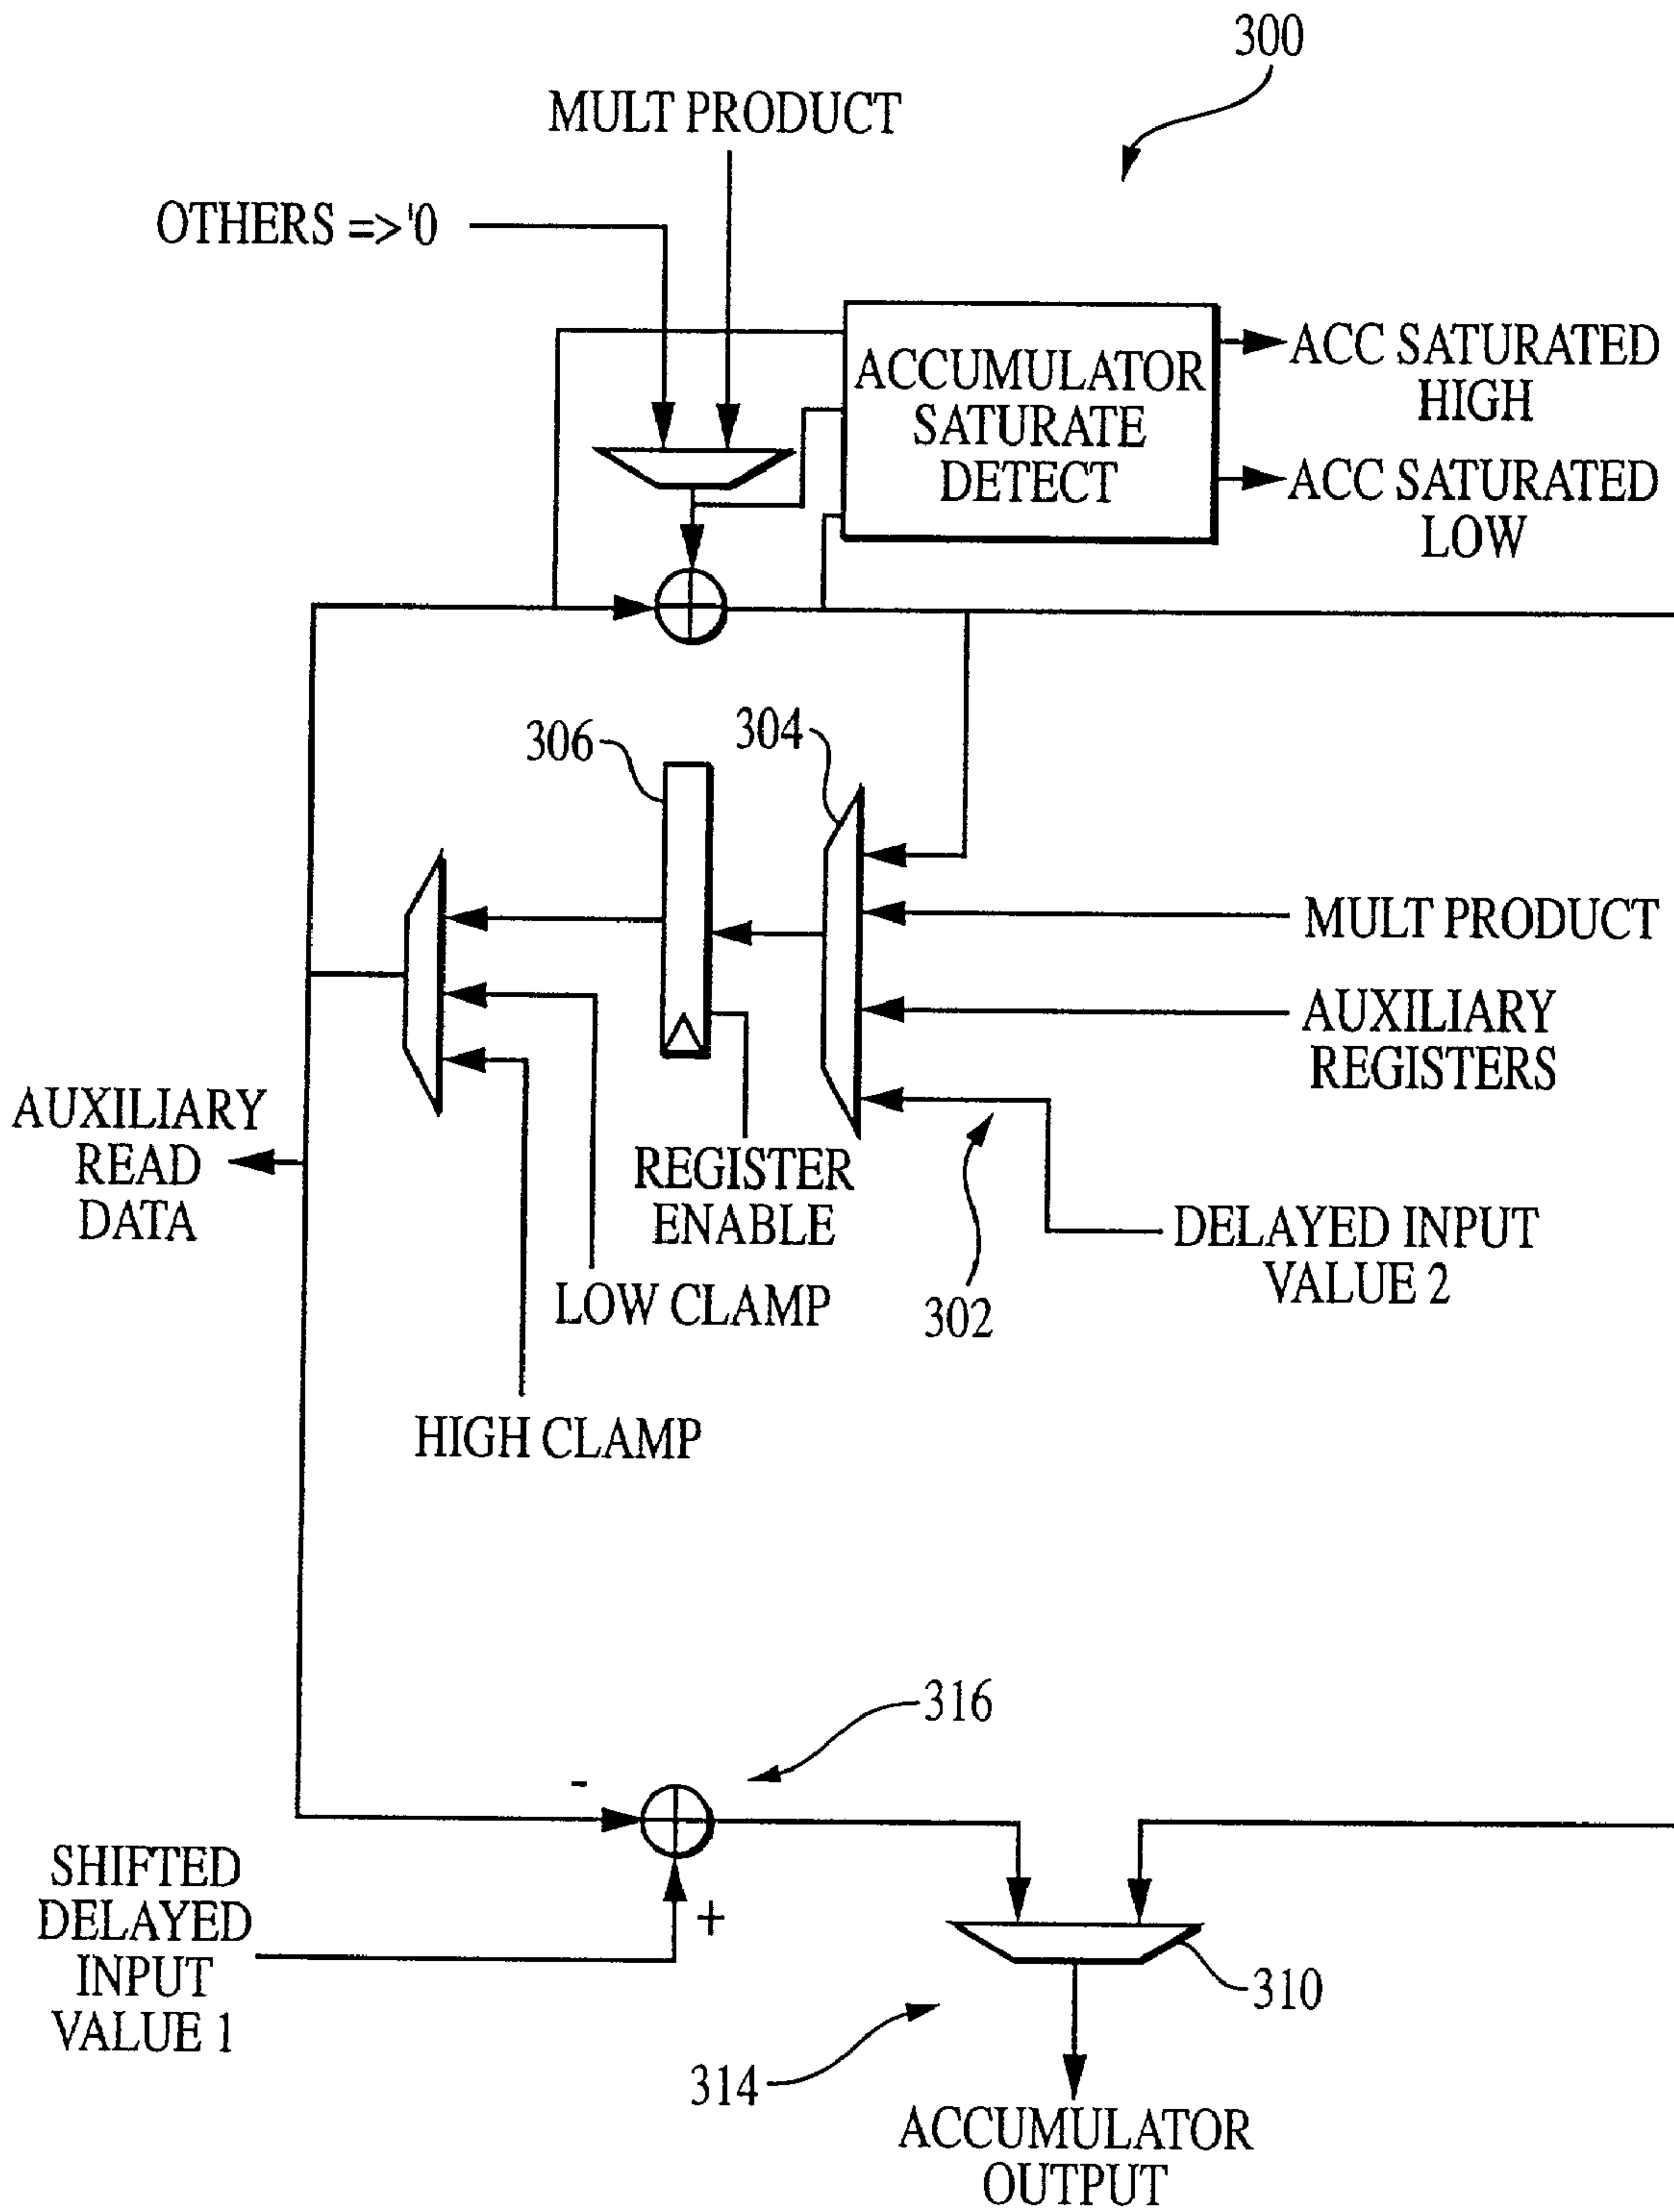 300
MULT PRODUCT
OTHERS =>'0
ACCUMULATOR
SATURATE
DETECT
ACC SATURATED
HIGH
ACC SATURATED
LOW
306
304
MULT PRODUCT
AUXILIARY
REGISTERS
AUXILIARY
READ
DATA
REGISTER
ENABLE
302
DELAYED INPUT
VALUE 2
LOW CLAMP
HIGH CLAMP
316
-
+
SHIFTED
DELAYED
INPUT
VALUE 1
310
314
ACCUMULATOR
OUTPUT